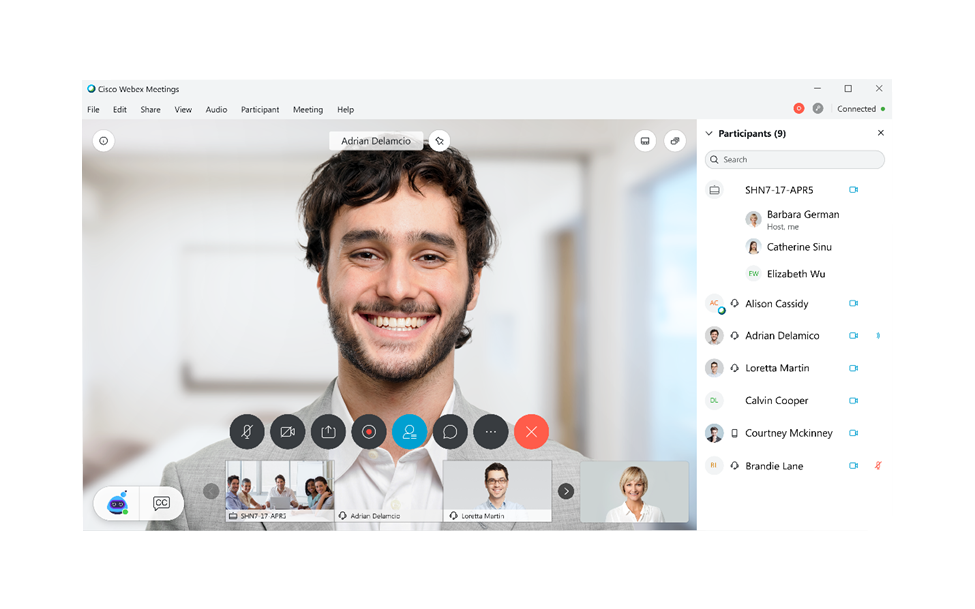 Cisco Webex Meetings
File Edit Share View Audio Participant Meeting Help
Connected
Adrian Delamcio
Participants (9)
Search
SHN7-17-APR5
Barbara German
Host, me
Catherine Sinu
EW Elizabeth Wu
AC Alison Cassidy
Adrian Delamico
Loretta Martin
DL Calvin Cooper
Courtney Mckinney
RI Brandie Lane
CC
SHN7-17-APR5
Adrian Delamcio
Loretta Martin